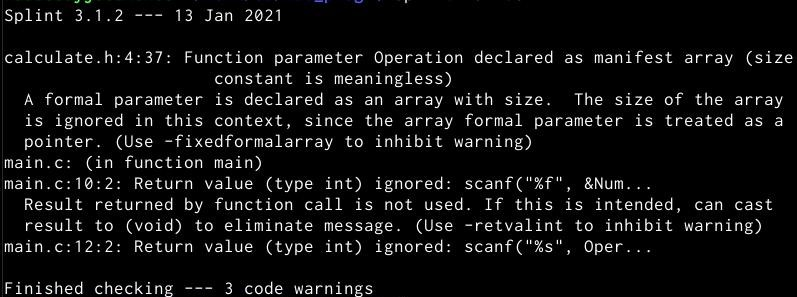 Splint 3.1.2 --- 13 Jan 2021
calculate.h:4:37: Function parameter Operation declared as manifest array (size
constant is meaningless)
A formal parameter is declared as an array with size.  The size of the array
is ignored in this context, since the array formal parameter is treated as a
pointer. (Use -fixedformalarray to inhibit warning)
main.c: (in function main)
main.c:10:2: Return value (type int) ignored: scanf("%f", &Num...
Result returned by function call is not used. If this is intended, can cast
result to (void) to eliminate message. (Use -retvalint to inhibit warning)
main.c:12:2: Return value (type int) ignored: scanf("%s", Oper...
Finished checking --- 3 code warnings